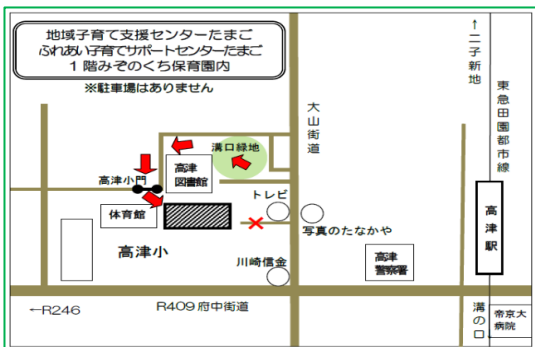 地域子育て支援センターたまご
ふれあい子育てサポートセンターたまご
1階みぞのくち保育園内
※駐車場はありません
↑二子新地
東急田園都市線
大山街道
溝口緑地
高津
図書館
高津小門
トレビ
体育館
写真のたなかや
高津駅
高津小
川崎信金
高津
警察署
←R246
R409 府中街道
溝の口
帝京大
病院